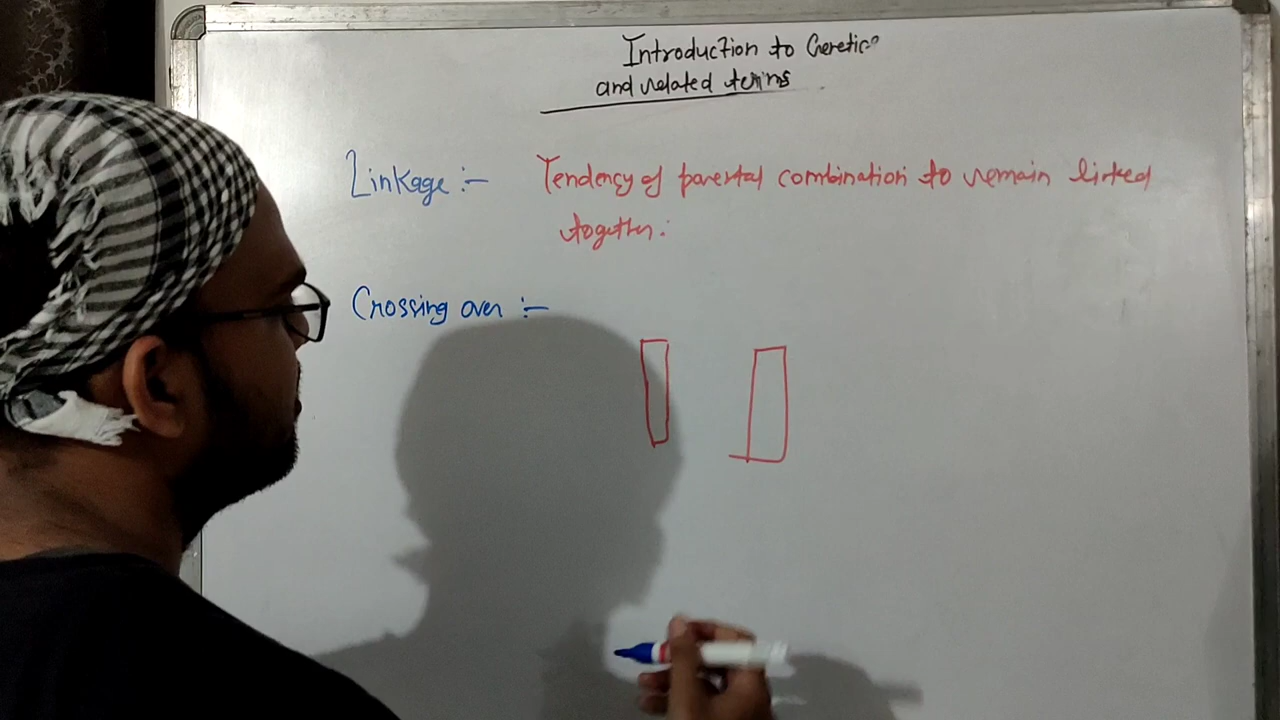 Introduction to Genetics
and related terms
Linkage :- Tendency of parental combination to remain linked
together.
Crossing over :-